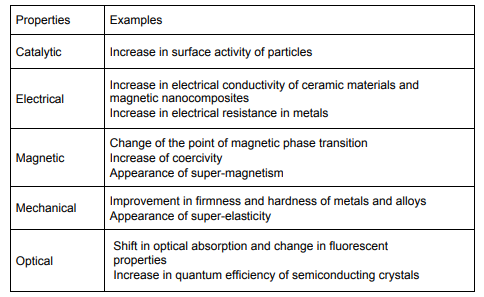 Properties Examples
Catalytic Increase in surface activity of particles
Electrical Increase in electrical conductivity of ceramic materials and
magnetic nanocomposites
Increase in electrical resistance in metals
Magnetic Change of the point of magnetic phase transition
Increase of coercivity
Appearance of super-magnetism
Mechanical Improvement in firmness and hardness of metals and alloys
Appearance of super-elasticity
Optical Shift in optical absorption and change in fluorescent
properties
Increase in quantum efficiency of semiconducting crystals